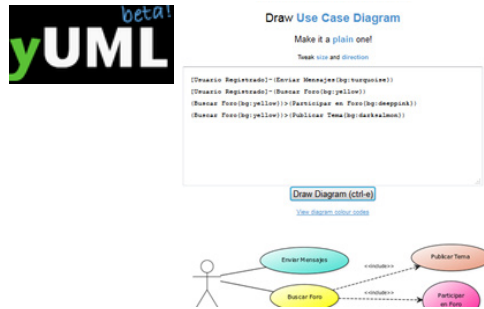 beta!
yUML
Draw Use Case Diagram
Make it a plain one!
Tweak size and direction
[Usuario Registrado]-(Enviar Mensajes{bg:turquoise})
[Usuario Registrado]-(Buscar Foro{bg:yellow})
(Buscar Foro{bg:yellow})>(Participar en Foro{bg:deeppink})
(Buscar Foro{bg:yellow})>(Publicar Tema{bg:darksalmon})
Draw Diagram (ctrl-e)
View diagram colour codes
Enviar Mensajes
<<include>>
Publicar Tema
Buscar Foro
<<include>>
Participar
en Foro